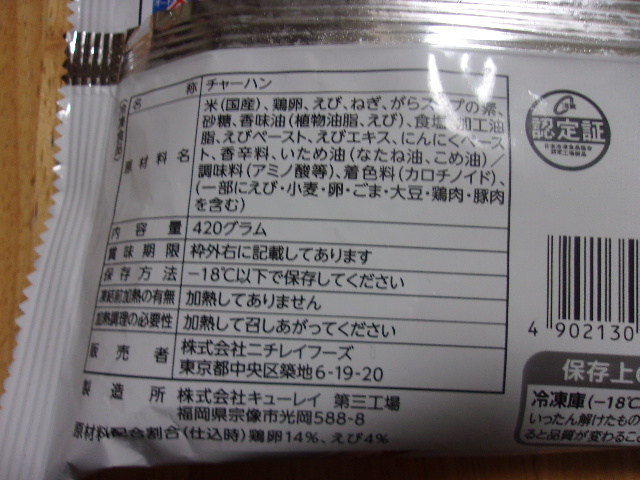 (冷凍食品)
名称 チャーハン
原材料名 米(国産)、鶏卵、えび、ねぎ、がらスープの素、
砂糖、香味油(植物油脂、えび)、食塩、加工油
脂、えびペースト、えびエキス、にんにくペース
ト、香辛料、いため油(なたね油、こめ油)/
調味料(アミノ酸等)、着色料(カロチノイド)、
(一部にえび・小麦・卵・ごま・大豆・鶏肉・豚肉
を含む)
内容量 420グラム
賞味期限 枠外右に記載してあります
保存方法 −18℃以下で保存してください
凍結前加熱の有無 加熱してありません
加熱調理の必要性 加熱して召しあがってください
販売者 株式会社ニチレイフーズ
東京都中央区築地6-19-20
製造所 株式会社キューレイ 第三工場
福岡県宗像市光岡588-8
原材料配合割合(仕込時)鶏卵14%、えび4%
認定証
4 902130
保存上の
冷凍庫(−18℃
いったん解けたもの
ると品質が変わるこ